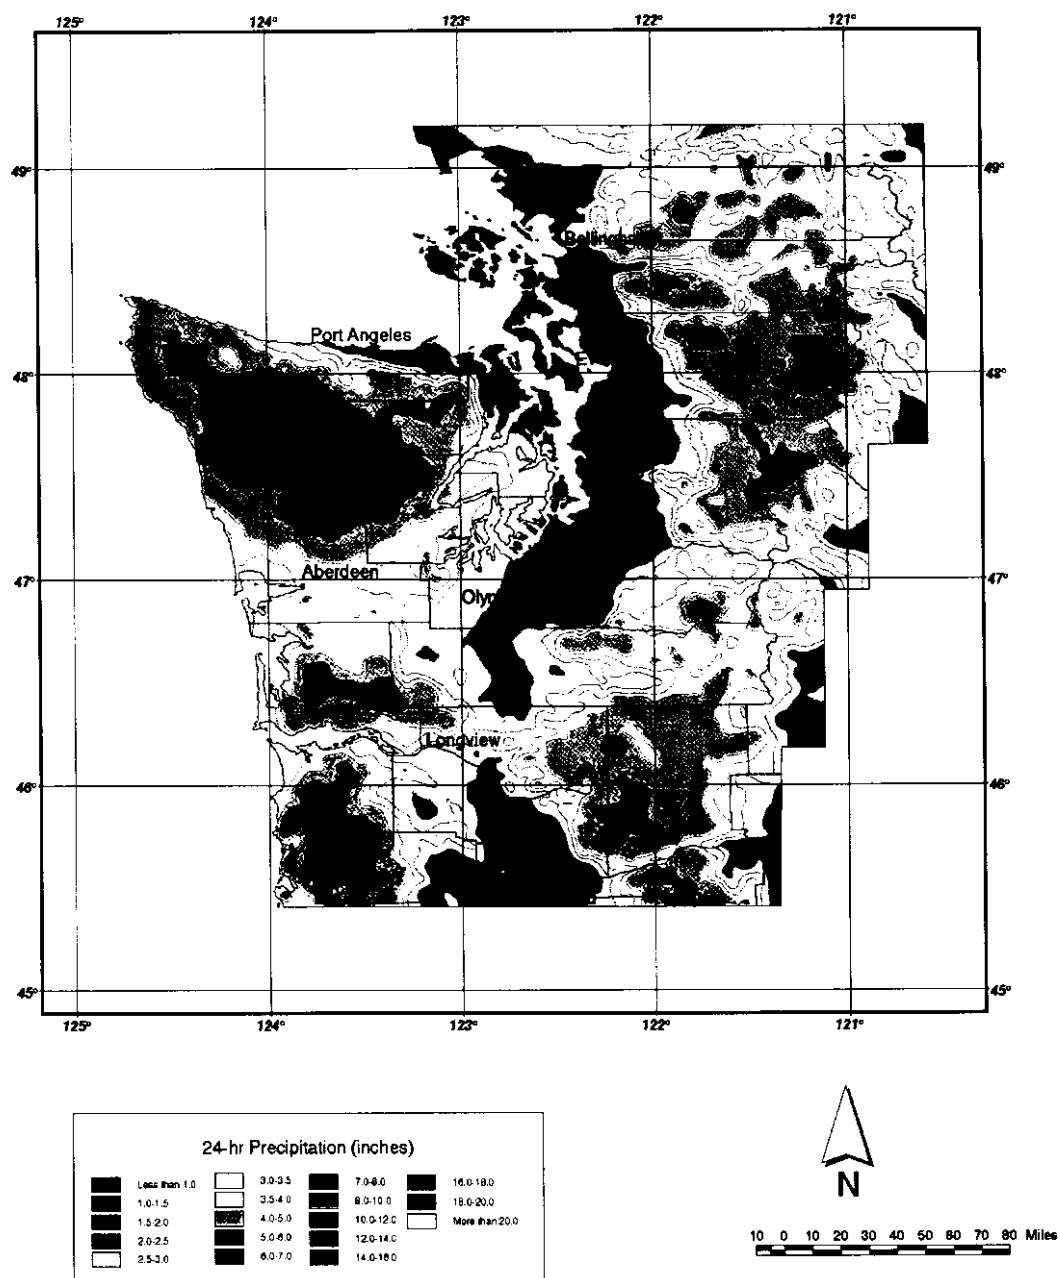 125° 124° 123° 122° 121°
49° 49°
Bellingh
Port Angeles
E
48° 48°
47° Aberdeen 47°
Olyn
Longview
46° 46°
45° 45°
125° 124° 123° 122° 121°
24-hr Precipitation (inches)
Less than 1.0 3.0-3.5 7.0-8.0 16.0-18.0
1.0-1.5 3.5-4.0 8.0-10.0 18.0-20.0
1.5-2.0 4.0-5.0 10.0-12.0 More than 20.0
2.0-2.5 5.0-6.0 12.0-14.0
2.5-3.0 6.0-7.0 14.0-16.0
N
10 0 10 20 30 40 50 60 70 80 Miles